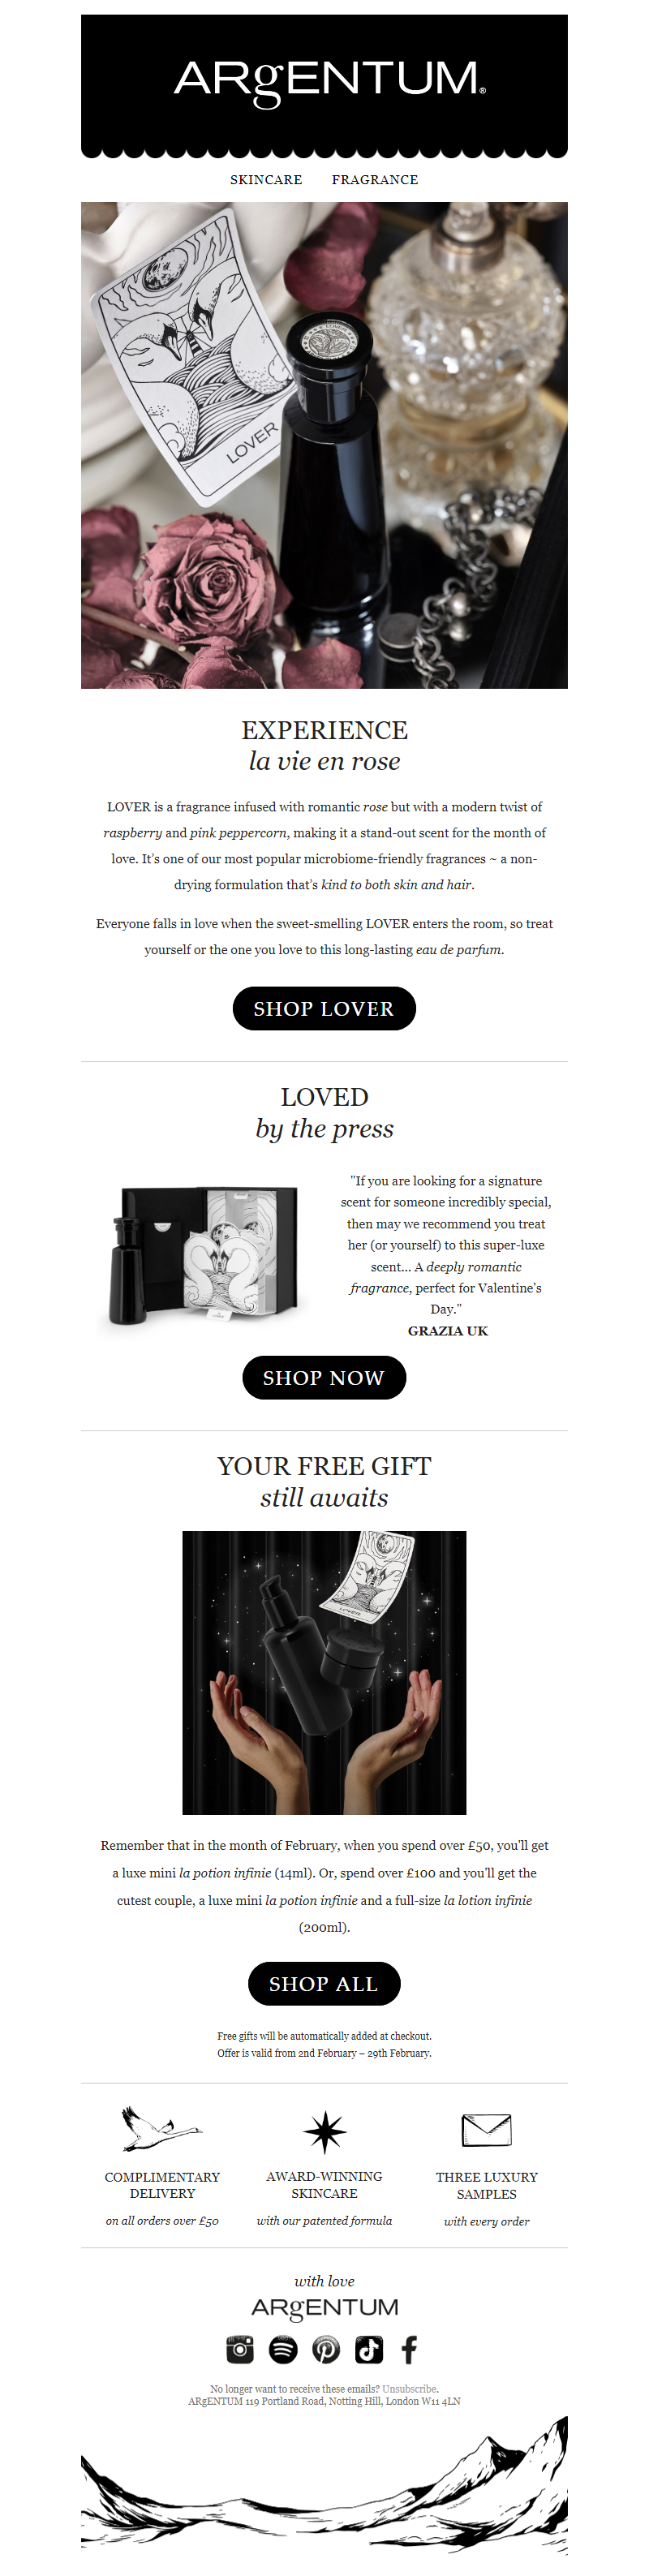 ARgENTUM®
SKINCARE FRAGRANCE
LOVER
LOVER
EXPERIENCE
la vie en rose
LOVER is a fragrance infused with romantic rose but with a modern twist of
raspberry and pink peppercorn, making it a stand-out scent for the month of
love. It's one of our most popular microbiome-friendly fragrances ~ a non-
drying formulation that's kind to both skin and hair.
Everyone falls in love when the sweet-smelling LOVER enters the room, so treat
yourself or the one you love to this long-lasting eau de parfum.
SHOP LOVER
LOVED
by the press
"If you are looking for a signature
scent for someone incredibly special,
then may we recommend you treat
her (or yourself) to this super-luxe
scent... A deeply romantic
fragrance, perfect for Valentine's
Day."
GRAZIA UK
SHOP NOW
YOUR FREE GIFT
still awaits
LOVER
Remember that in the month of February, when you spend over £50, you'll get
a luxe mini la potion infinie (14ml). Or, spend over £100 and you'll get the
cutest couple, a luxe mini la potion infinie and a full-size la lotion infinie
(200ml).
SHOP ALL
Free gifts will be automatically added at checkout.
Offer is valid from 2nd February – 29th February.
COMPLIMENTARY
DELIVERY
on all orders over £50
AWARD-WINNING
SKINCARE
with our patented formula
THREE LUXURY
SAMPLES
with every order
with love
ARgENTUM
No longer want to receive these emails? Unsubscribe.
ARgENTUM 119 Portland Road, Notting Hill, London W11 4LN